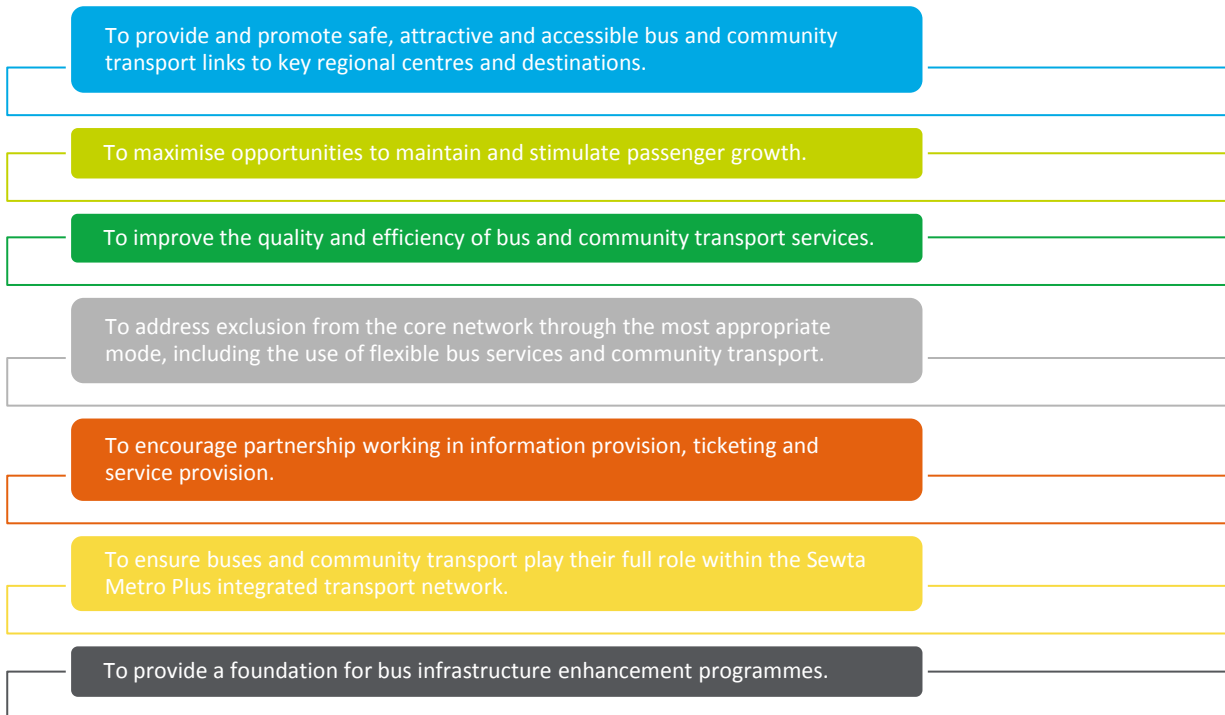 To provide and promote safe, attractive and accessible bus and community
transport links to key regional centres and destinations.
To maximise opportunities to maintain and stimulate passenger growth.
To improve the quality and efficiency of bus and community transport services.
To address exclusion from the core network through the most appropriate
mode, including the use of flexible bus services and community transport.
To encourage partnership working in information provision, ticketing and
service provision.
To ensure buses and community transport play their full role within the Sewta
Metro Plus integrated transport network.
To provide a foundation for bus infrastructure enhancement programmes.